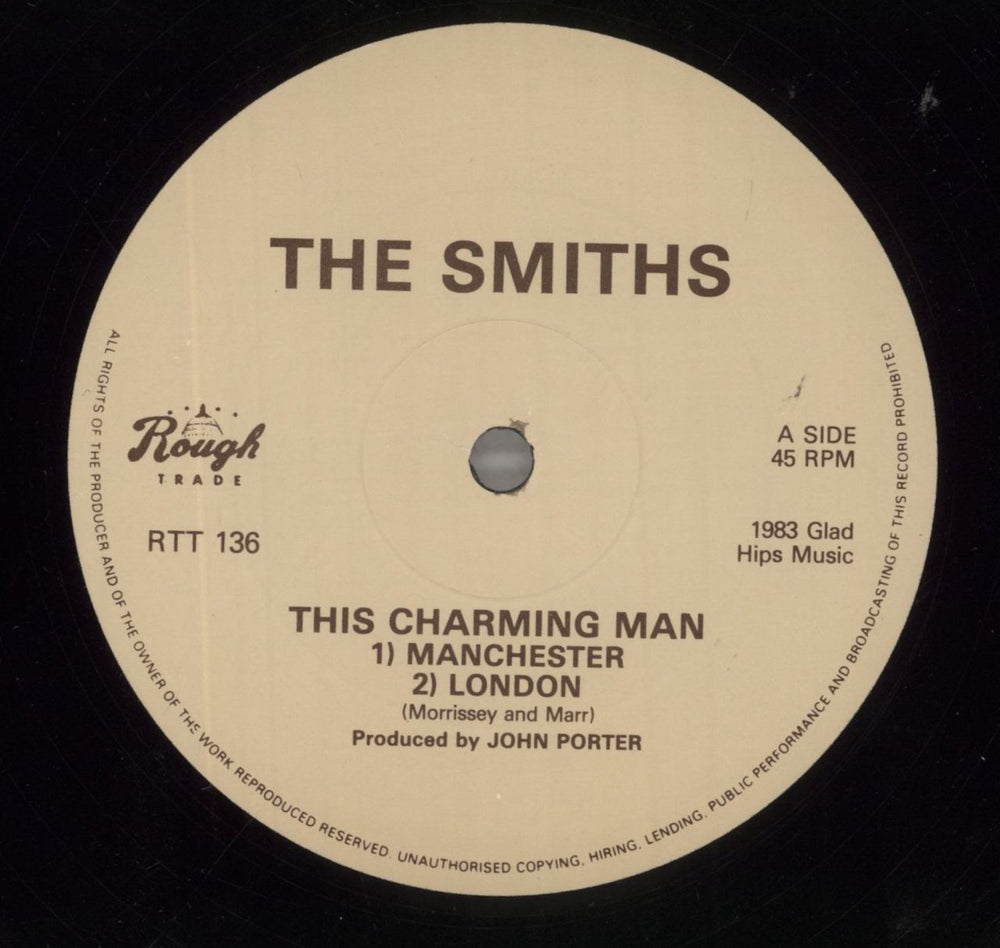 THE SMITHS
Rough
TRADE
RTT 136
A SIDE
45 RPM
1983 Glad
Hips Music
THIS CHARMING MAN
1) MANCHESTER
2) LONDON
(Morrissey and Marr)
Produced by JOHN PORTER
ALL RIGHTS OF THE PRODUCER AND OF THE OWNER OF THE WORK REPRODUCED RESERVED. UNAUTHORISED COPYING, HIRING, LENDING, PUBLIC PERFORMANCE AND BROADCASTING OF THIS RECORD PROHIBITED